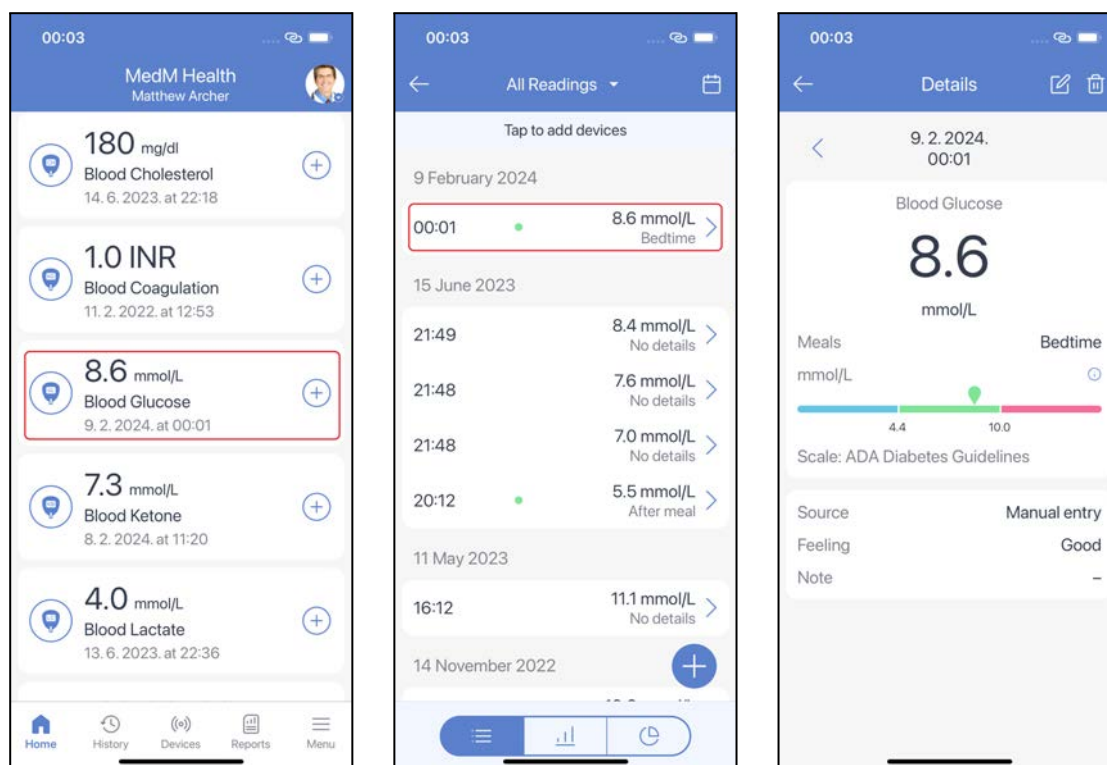 00:03
MedM Health
Matthew Archer
180 mg/dl
Blood Cholesterol
14. 6. 2023. at 22:18
1.0 INR
Blood Coagulation
11. 2. 2022. at 12:53
8.6 mmol/L
Blood Glucose
9. 2. 2024. at 00:01
7.3 mmol/L
Blood Ketone
8. 2. 2024. at 11:20
4.0 mmol/L
Blood Lactate
13. 6. 2023. at 22:36
Home History Devices Reports Menu
00:03
All Readings
Tap to add devices
9 February 2024
00:01 8.6 mmol/L
Bedtime
15 June 2023
21:49 8.4 mmol/L
No details
21:48 7.6 mmol/L
No details
21:48 7.0 mmol/L
No details
20:12 5.5 mmol/L
After meal
11 May 2023
16:12 11.1 mmol/L
No details
14 November 2022
00:03
Details
9. 2. 2024.
00:01
Blood Glucose
8.6
mmol/L
Meals Bedtime
mmol/L
4.4 10.0
Scale: ADA Diabetes Guidelines
Source Manual entry
Feeling Good
Note –